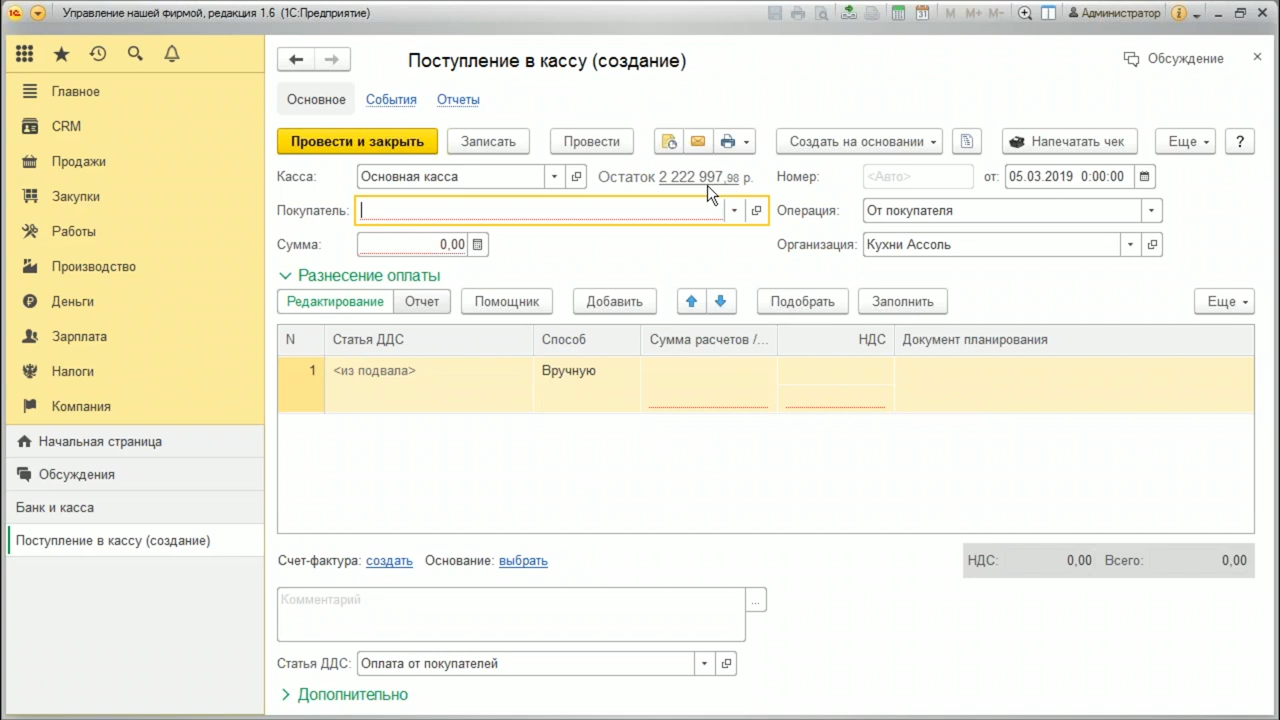 Управление нашей фирмой, редакция 1.6 (1С:Предприятие)
M M+ M-
Администратор
Главное
CRM
Продажи
Закупки
Работы
Производство
Деньги
Зарплата
Налоги
Компания
Начальная страница
Обсуждения
Банк и касса
Поступление в кассу (создание)
Поступление в кассу (создание)
Обсуждение
Основное События Отчеты
Провести и закрыть Записать Провести Создать на основании Напечатать чек Еще ?
Касса: Основная касса Остаток 2 222 997,98 р. Номер: <Авто> от: 05.03.2019 0:00:00
Покупатель: Операция: От покупателя
Сумма: 0,00 Организация: Кухни Ассоль
Разнесение оплаты
Редактирование Отчет Помощник Добавить Подобрать Заполнить Еще
N Статья ДДС Способ Сумма расчетов /... НДС Документ планирования
1 <из подвала> Вручную
Счет-фактура: создать Основание: выбрать НДС: 0,00 Всего: 0,00
Комментарий ...
Статья ДДС: Оплата от покупателей
Дополнительно